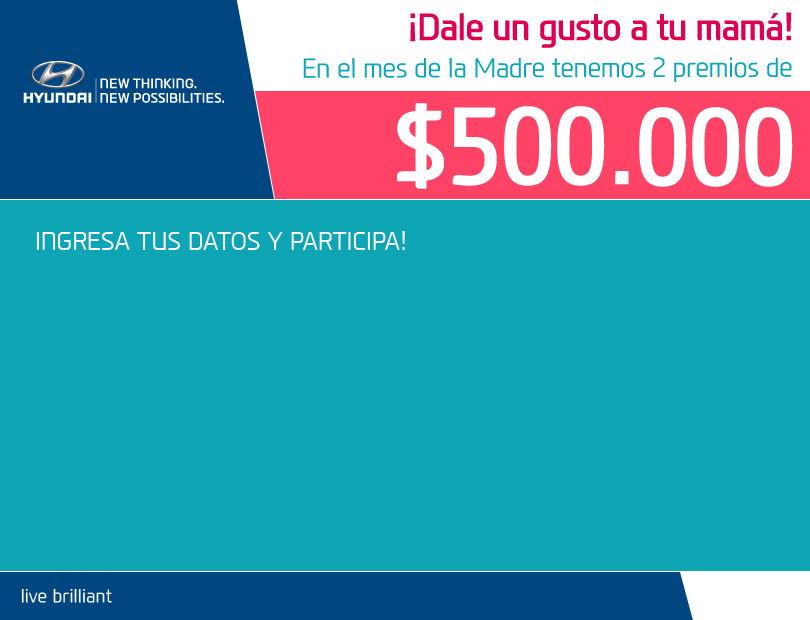 ¡Dale un gusto a tu mamá!
En el mes de la Madre tenemos 2 premios de
$500.000
HYUNDAI
NEW THINKING.
NEW POSSIBILITIES.
INGRESA TUS DATOS Y PARTICIPA!
live brilliant